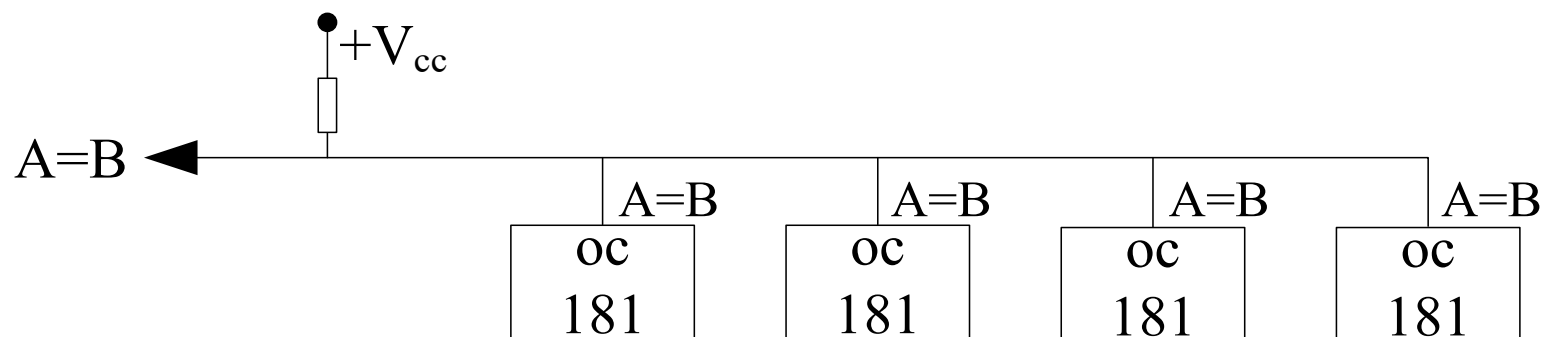 +Vcc
A=B
A=B A=B A=B A=B
oc oc oc oc
181 181 181 181